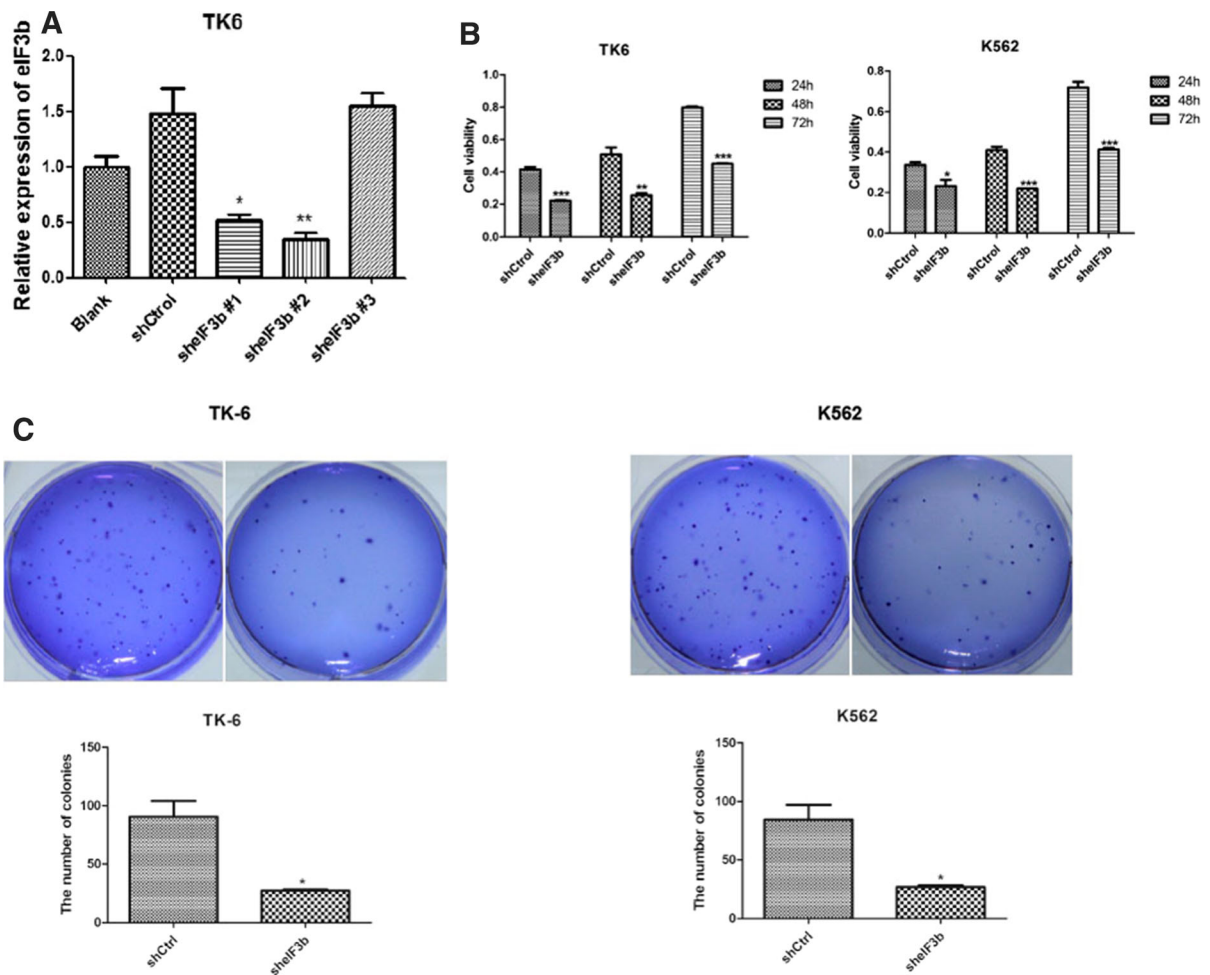 A
TK6
Relative expression of eIF3b
2.0
1.5
1.0
0.5
0.0
*
**
Blank
shCtrol
sheIF3b #1
sheIF3b #2
sheIF3b #3
B
TK6
Cell viability
1.0
0.8
0.6
0.4
0.2
0.0
***
**
***
shCtrol
sheIF3b
shCtrol
sheIF3b
shCtrol
sheIF3b
24h
48h
72h
K562
Cell viability
0.8
0.6
0.4
0.2
0.0
*
***
***
shCtrol
sheIF3b
shCtrol
sheIF3b
shCtrol
sheIF3b
24h
48h
72h
C
TK-6
K562
TK-6
The number of colonies
150
100
50
0
*
shCtrl
sheIF3b
K562
The number of colonies
150
100
50
0
*
shCtrl
sheIF3b